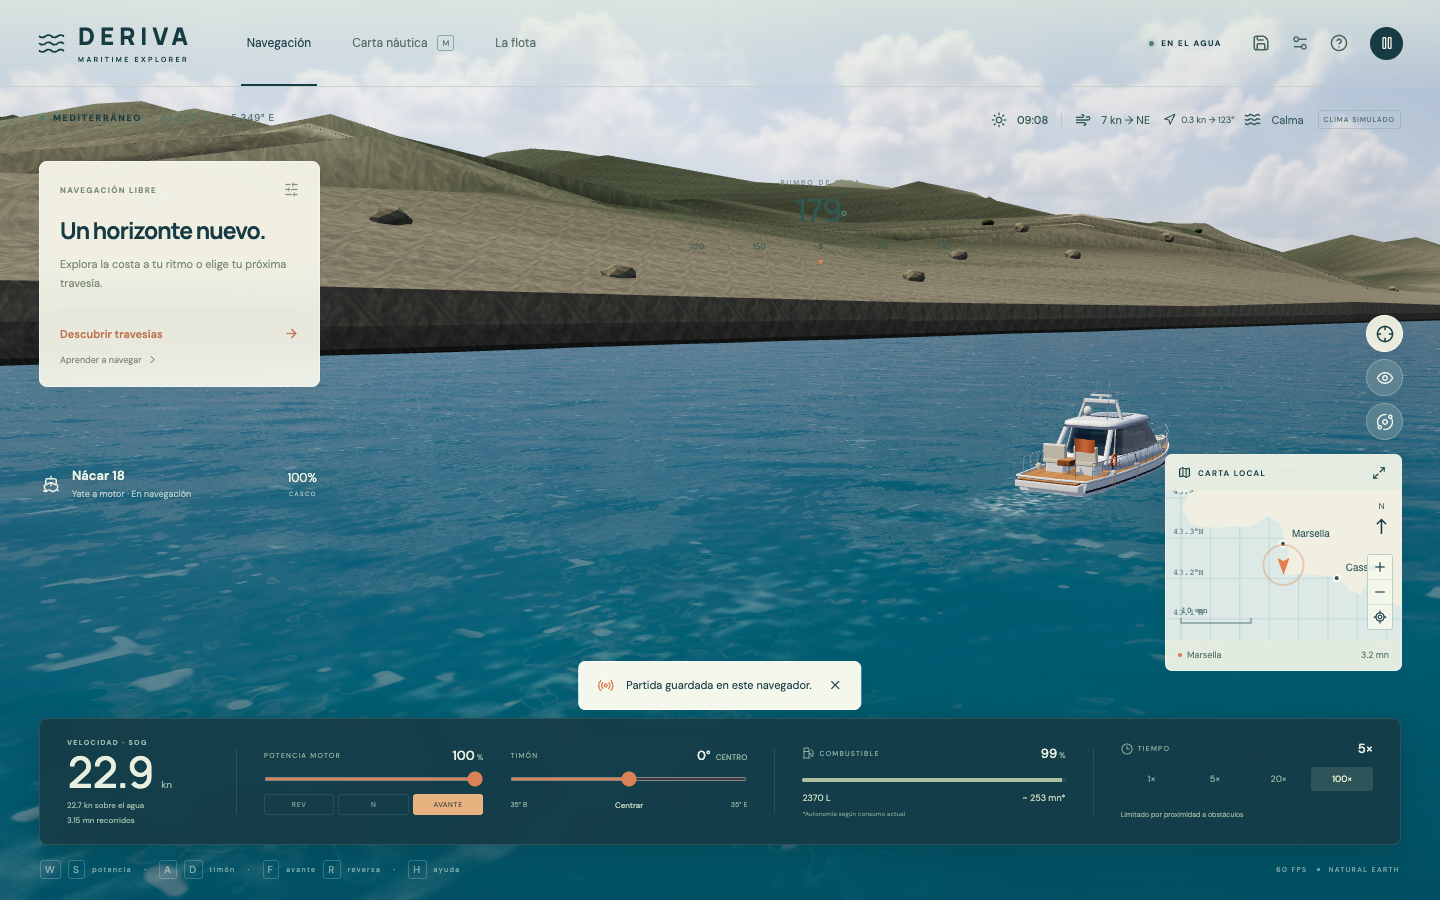 DERIVA
MARITIME EXPLORER
Navegación
Carta náutica M
La flota
EN EL AGUA
MEDITERRÁNEO
09:08
7 kn → NE
0.3 kn → 123°
Calma
CLIMA SIMULADO
NAVEGACIÓN LIBRE
Un horizonte nuevo.
Explora la costa a tu ritmo o elige tu próxima
travesía.
Descubrir travesías
Aprender a navegar
RUMBO DE
179°
120 150
Nácar 18
Yate a motor · En navegación
100%
CASCO
CARTA LOCAL
43.3°N
43.2°N
N
Marsella
Cass
Marsella
3.2 mn
Partida guardada en este navegador.
VELOCIDAD · SOG
22.9 kn
22.7 kn sobre el agua
3.15 mn recorridos
POTENCIA MOTOR 100 %
REV N AVANTE
TIMÓN 0° CENTRO
35° B Centrar 35° E
COMBUSTIBLE 99 %
2370 L ~ 253 mn*
*Autonomía según consumo actual
TIEMPO 5×
1× 5× 20× 100×
Limitado por proximidad a obstáculos
W S potencia · A D timón · F avante R reversa · H ayuda
60 FPS • NATURAL EARTH